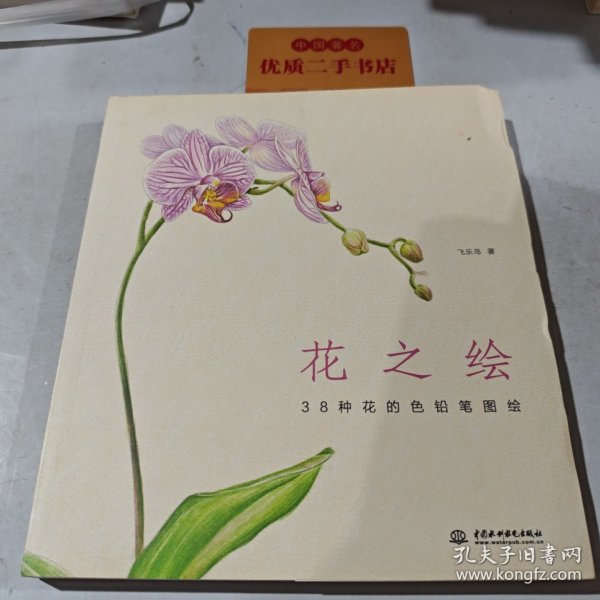 中国著名
优质二手书店
飞乐鸟 著
花之绘
38种花的色铅笔图绘
中国水利水电出版社
www.waterpub.com.cn
孔夫子旧书网
www.kongfz.com